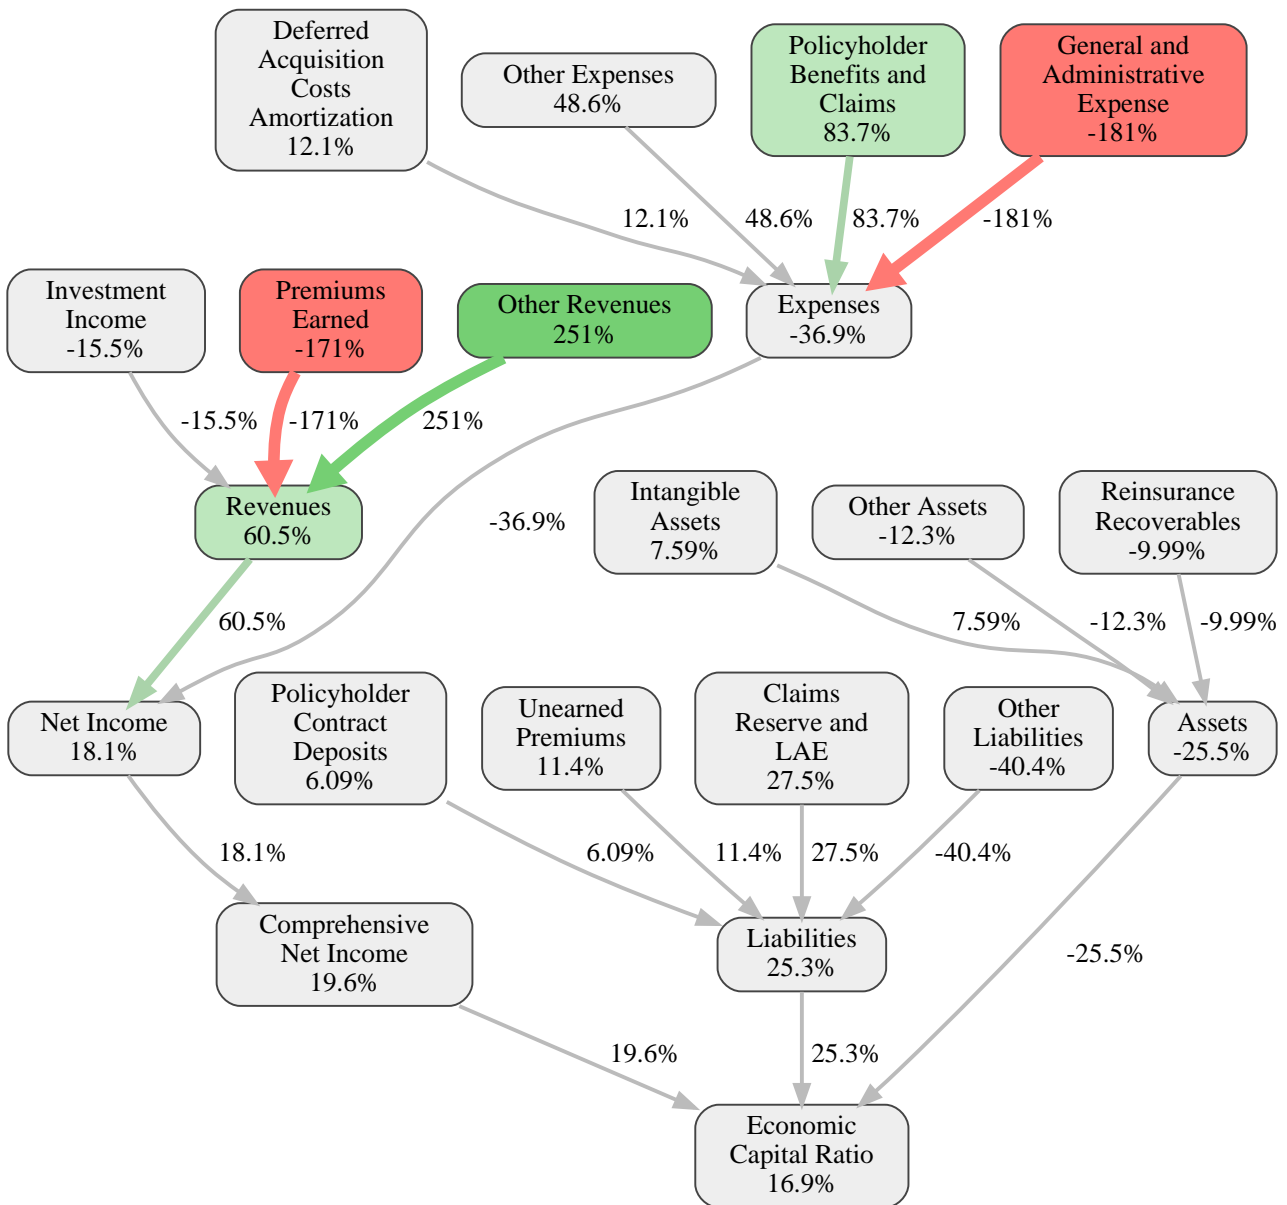 Deferred
Acquisition
Costs
Amortization
12.1%
Other Expenses
48.6%
Policyholder
Benefits and
Claims
83.7%
General and
Administrative
Expense
-181%
12.1%
48.6%
83.7%
-181%
Investment
Income
-15.5%
Premiums
Earned
-171%
Other Revenues
251%
Expenses
-36.9%
-15.5%
-171%
251%
-36.9%
Revenues
60.5%
Intangible
Assets
7.59%
Other Assets
-12.3%
Reinsurance
Recoverables
-9.99%
60.5%
7.59%
-12.3%
-9.99%
Net Income
18.1%
Policyholder
Contract
Deposits
6.09%
Unearned
Premiums
11.4%
Claims
Reserve and
LAE
27.5%
Other
Liabilities
-40.4%
Assets
-25.5%
18.1%
6.09%
11.4%
27.5%
-40.4%
-25.5%
Comprehensive
Net Income
19.6%
Liabilities
25.3%
19.6%
25.3%
Economic
Capital Ratio
16.9%